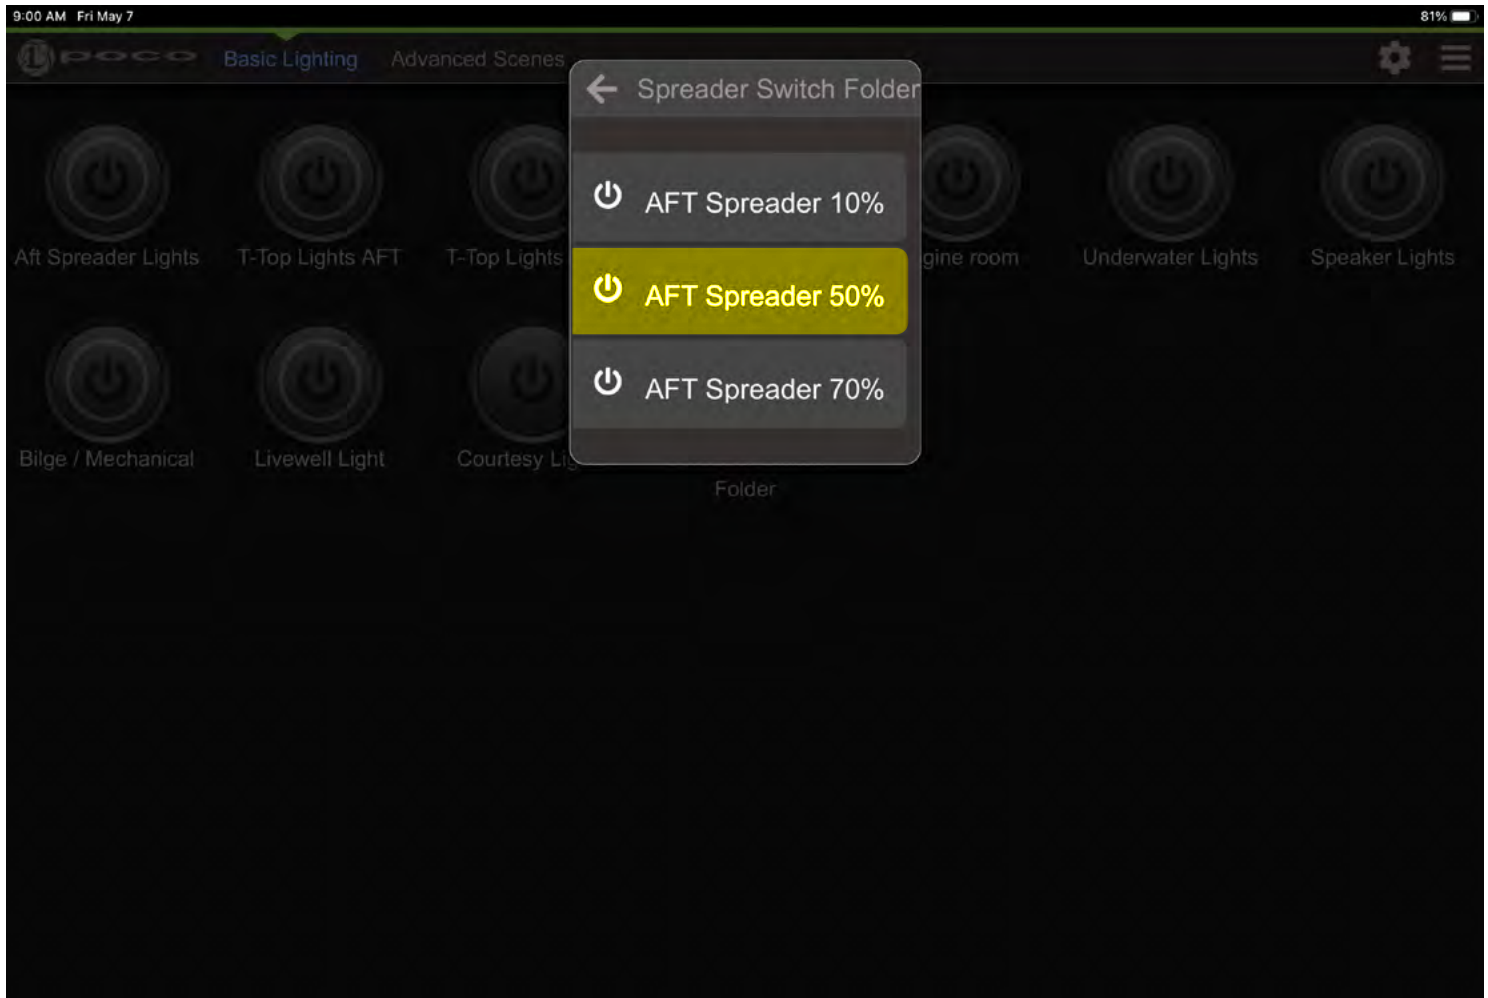 9:00 AM Fri May 7
81%
poco Basic Lighting Advanced Scenes
Spreader Switch Folder
AFT Spreader 10%
AFT Spreader 50%
AFT Spreader 70%
Aft Spreader Lights
T-Top Lights AFT
T-Top Lights
room
Underwater Lights
Speaker Lights
Bilge / Mechanical
Livewell Light
Courtesy
Folder